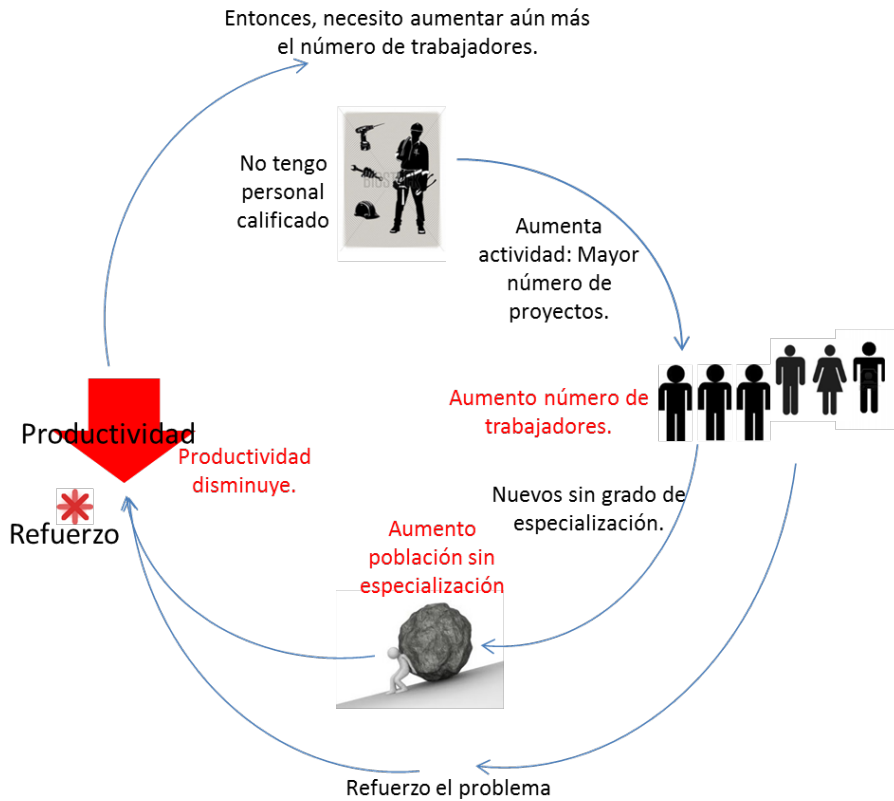 Entonces, necesito aumentar aún más
el número de trabajadores.
No tengo
personal
calificado
Aumenta
actividad: Mayor
número de
proyectos.
Aumento número de
trabajadores.
Nuevos sin grado de
especialización.
Aumento
población sin
especialización
Productividad
Productividad
disminuye.
Refuerzo
Refuerzo el problema